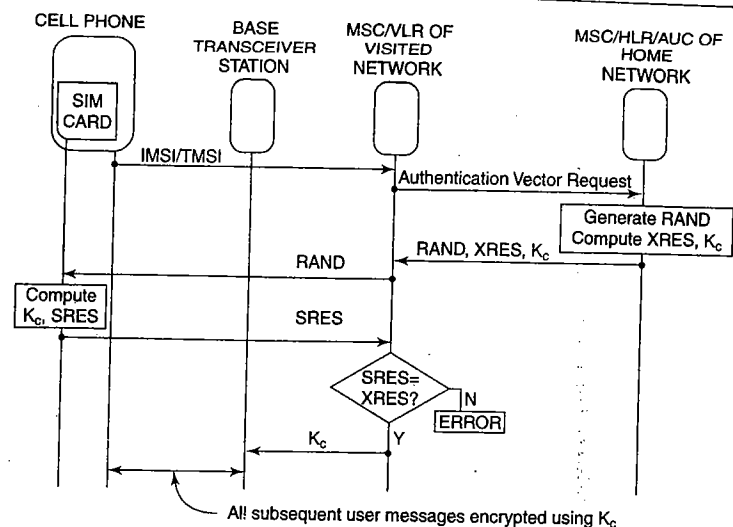 CELL PHONE
BASE
TRANSCEIVER
STATION
MSC/VLR OF
VISITED
NETWORK
MSC/HLR/AUC OF
HOME
NETWORK
SIM
CARD
IMSI/TMSI
Authentication Vector Request
Generate RAND
Compute XRES, Kc
RAND, XRES, Kc
RAND
Compute
Kc, SRES
SRES
SRES=
XRES?
N
ERROR
Kc
Y
All subsequent user messages encrypted using Kc